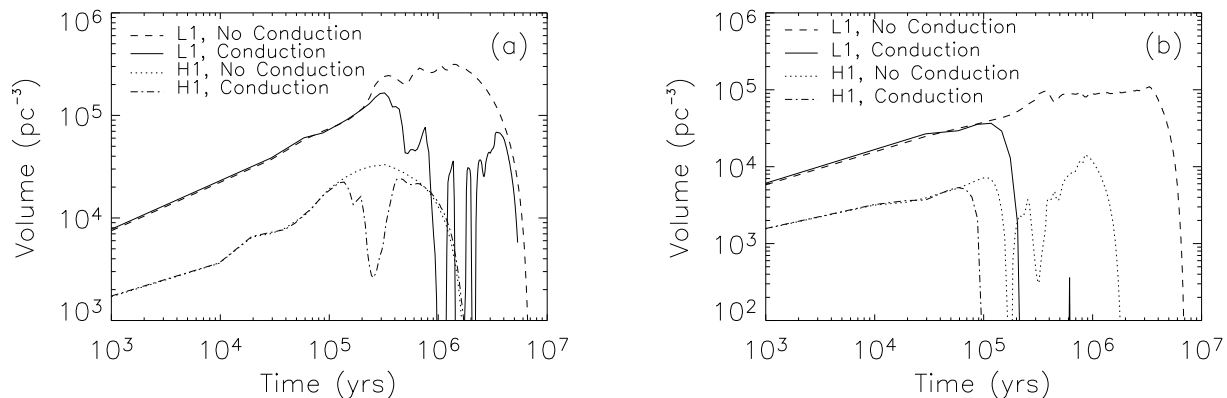 L1, No Conduction
L1, Conduction
H1, No Conduction
H1, Conduction
(a)
10^6
10^5
10^4
10^3
Volume (pc^-3)
10^3 10^4 10^5 10^6 10^7
Time (yrs)
L1, No Conduction
L1, Conduction
H1, No Conduction
H1, Conduction
(b)
10^6
10^5
10^4
10^3
10^2
Volume (pc^-3)
10^3 10^4 10^5 10^6 10^7
Time (yrs)